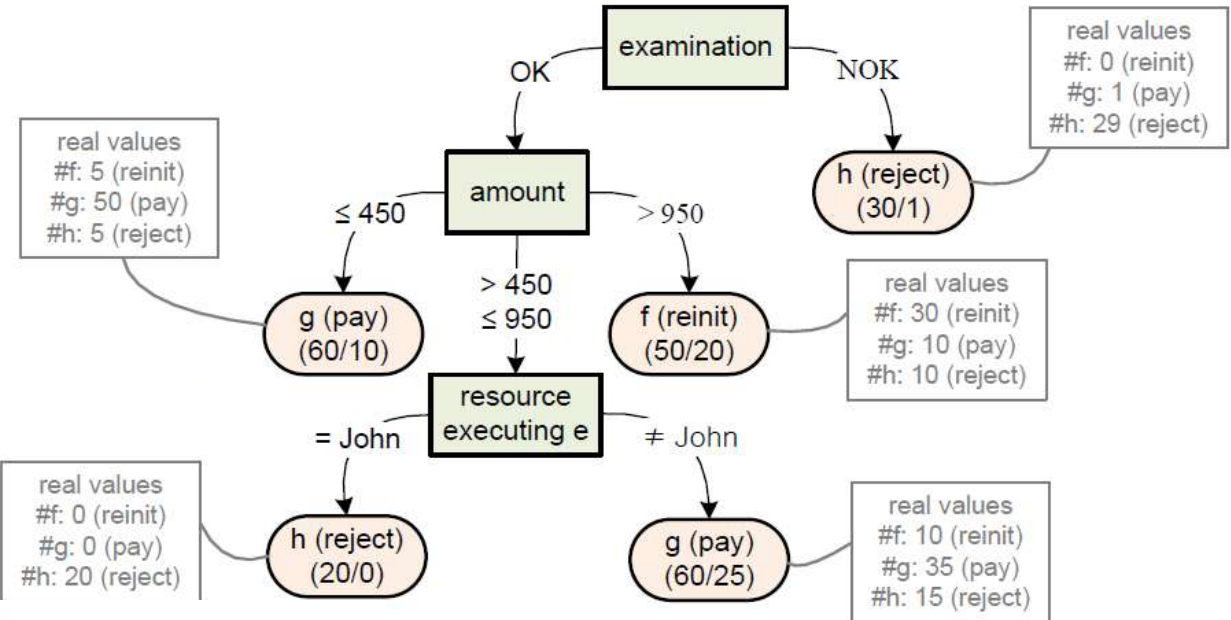 examination
OK
NOK
real values
#f: 0 (reinit)
#g: 1 (pay)
#h: 29 (reject)
real values
#f: 5 (reinit)
#g: 50 (pay)
#h: 5 (reject)
amount
h (reject)
(30/1)
≤ 450
> 950
> 450
≤ 950
g (pay)
(60/10)
f (reinit)
(50/20)
real values
#f: 30 (reinit)
#g: 10 (pay)
#h: 10 (reject)
resource
executing e
= John
≠ John
real values
#f: 0 (reinit)
#g: 0 (pay)
#h: 20 (reject)
h (reject)
(20/0)
g (pay)
(60/25)
real values
#f: 10 (reinit)
#g: 35 (pay)
#h: 15 (reject)